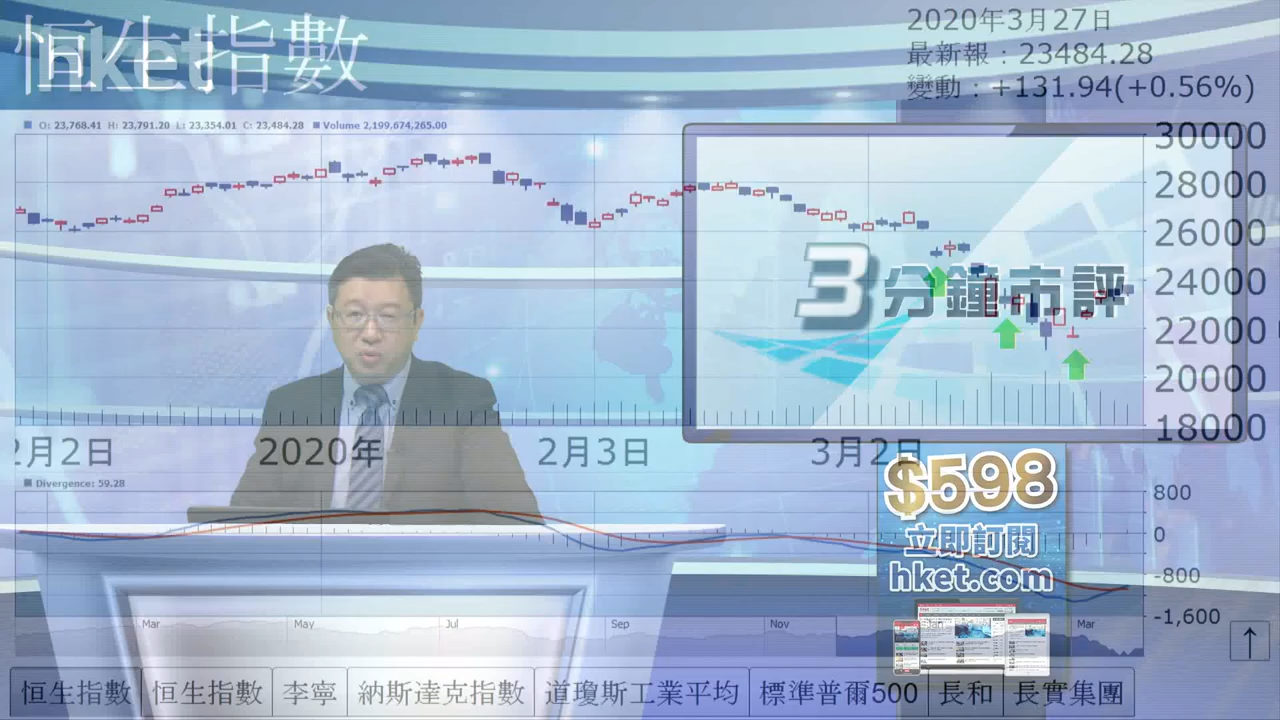 恒生指數
hket
2020年3月27日
最新報：23484.28
變動：+131.94(+0.56%)
O: 23,768.41 H: 23,791.20 L: 23,354.01 C: 23,484.28 Volume 2,199,674,265.00
30000
28000
26000
24000
22000
20000
18000
3分鐘市評
2月2日
2020年
2月3日
3月2日
$598
立即訂閱
hket.com
Divergence: 59.28
800
0
-800
-1,600
Mar
May
Jul
Sep
Nov
Mar
↑
恒生指數
恒生指數
李寧
納斯達克指數
道瓊斯工業平均
標準普爾500
長和
長實集團